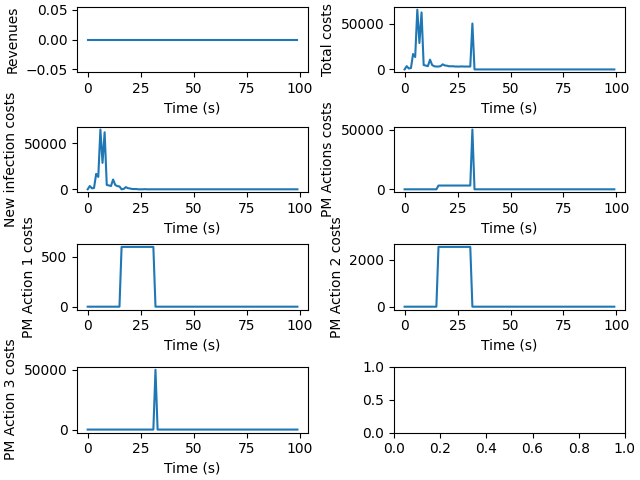 Revenues
0.05
0.00
−0.05
0 25 50 75 100
Time (s)
Total costs
50000
0
0 25 50 75 100
Time (s)
New infection costs
50000
0
0 25 50 75 100
Time (s)
PM Actions costs
50000
0
0 25 50 75 100
Time (s)
PM Action 1 costs
500
0
0 25 50 75 100
Time (s)
PM Action 2 costs
2000
0
0 25 50 75 100
Time (s)
PM Action 3 costs
50000
0
0 25 50 75 100
Time (s)
1.0
0.5
0.0
0.0 0.2 0.4 0.6 0.8 1.0